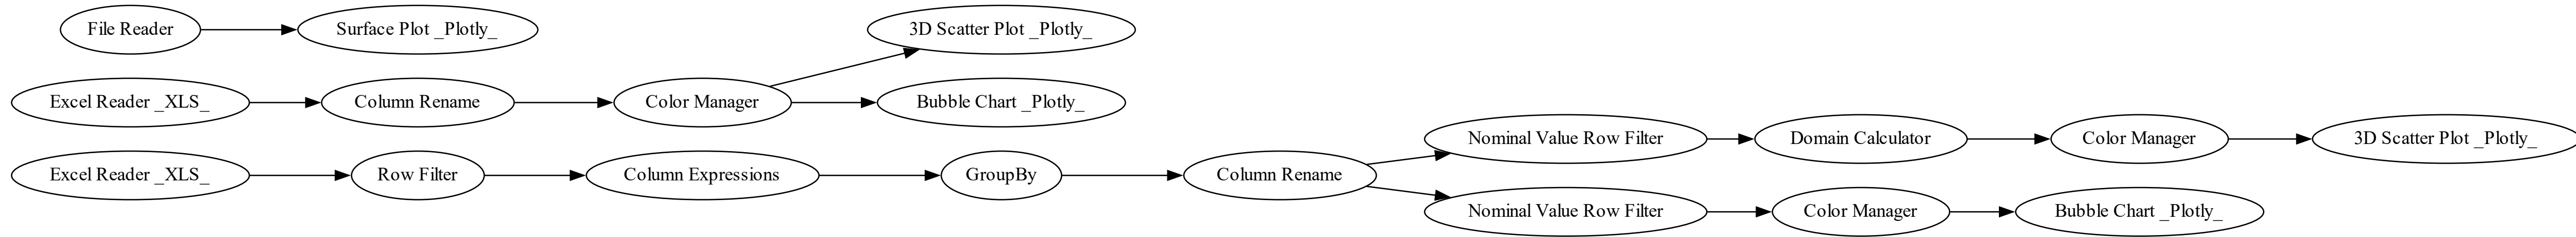 File Reader
Surface Plot _Plotly_
3D Scatter Plot _Plotly_
Excel Reader _XLS_
Column Rename
Color Manager
Bubble Chart _Plotly_
Excel Reader _XLS_
Row Filter
Column Expressions
GroupBy
Column Rename
Nominal Value Row Filter
Domain Calculator
Color Manager
3D Scatter Plot _Plotly_
Nominal Value Row Filter
Color Manager
Bubble Chart _Plotly_